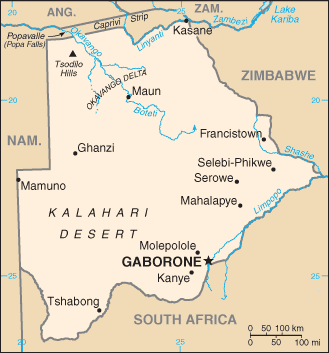 ANG.
ZAM.
Caprivi Strip
Zambezi
Lake
Kariba
Popavalle
(Popa Falls)
Okavango
Linyanti
Kasane
Tsodilo
Hills
OKAVANGO DELTA
ZIMBABWE
20
20
Maun
Boteti
Francistown
NAM.
Ghanzi
Shashe
Selebi-Phikwe
Mamuno
Serowe
Mahalapye
Limpopo
KALAHARI
DESERT
Molepolole
GABORONE
Kanye
25
25
Tshabong
SOUTH AFRICA
0 50 100 km
0 50 100 mi
20
25